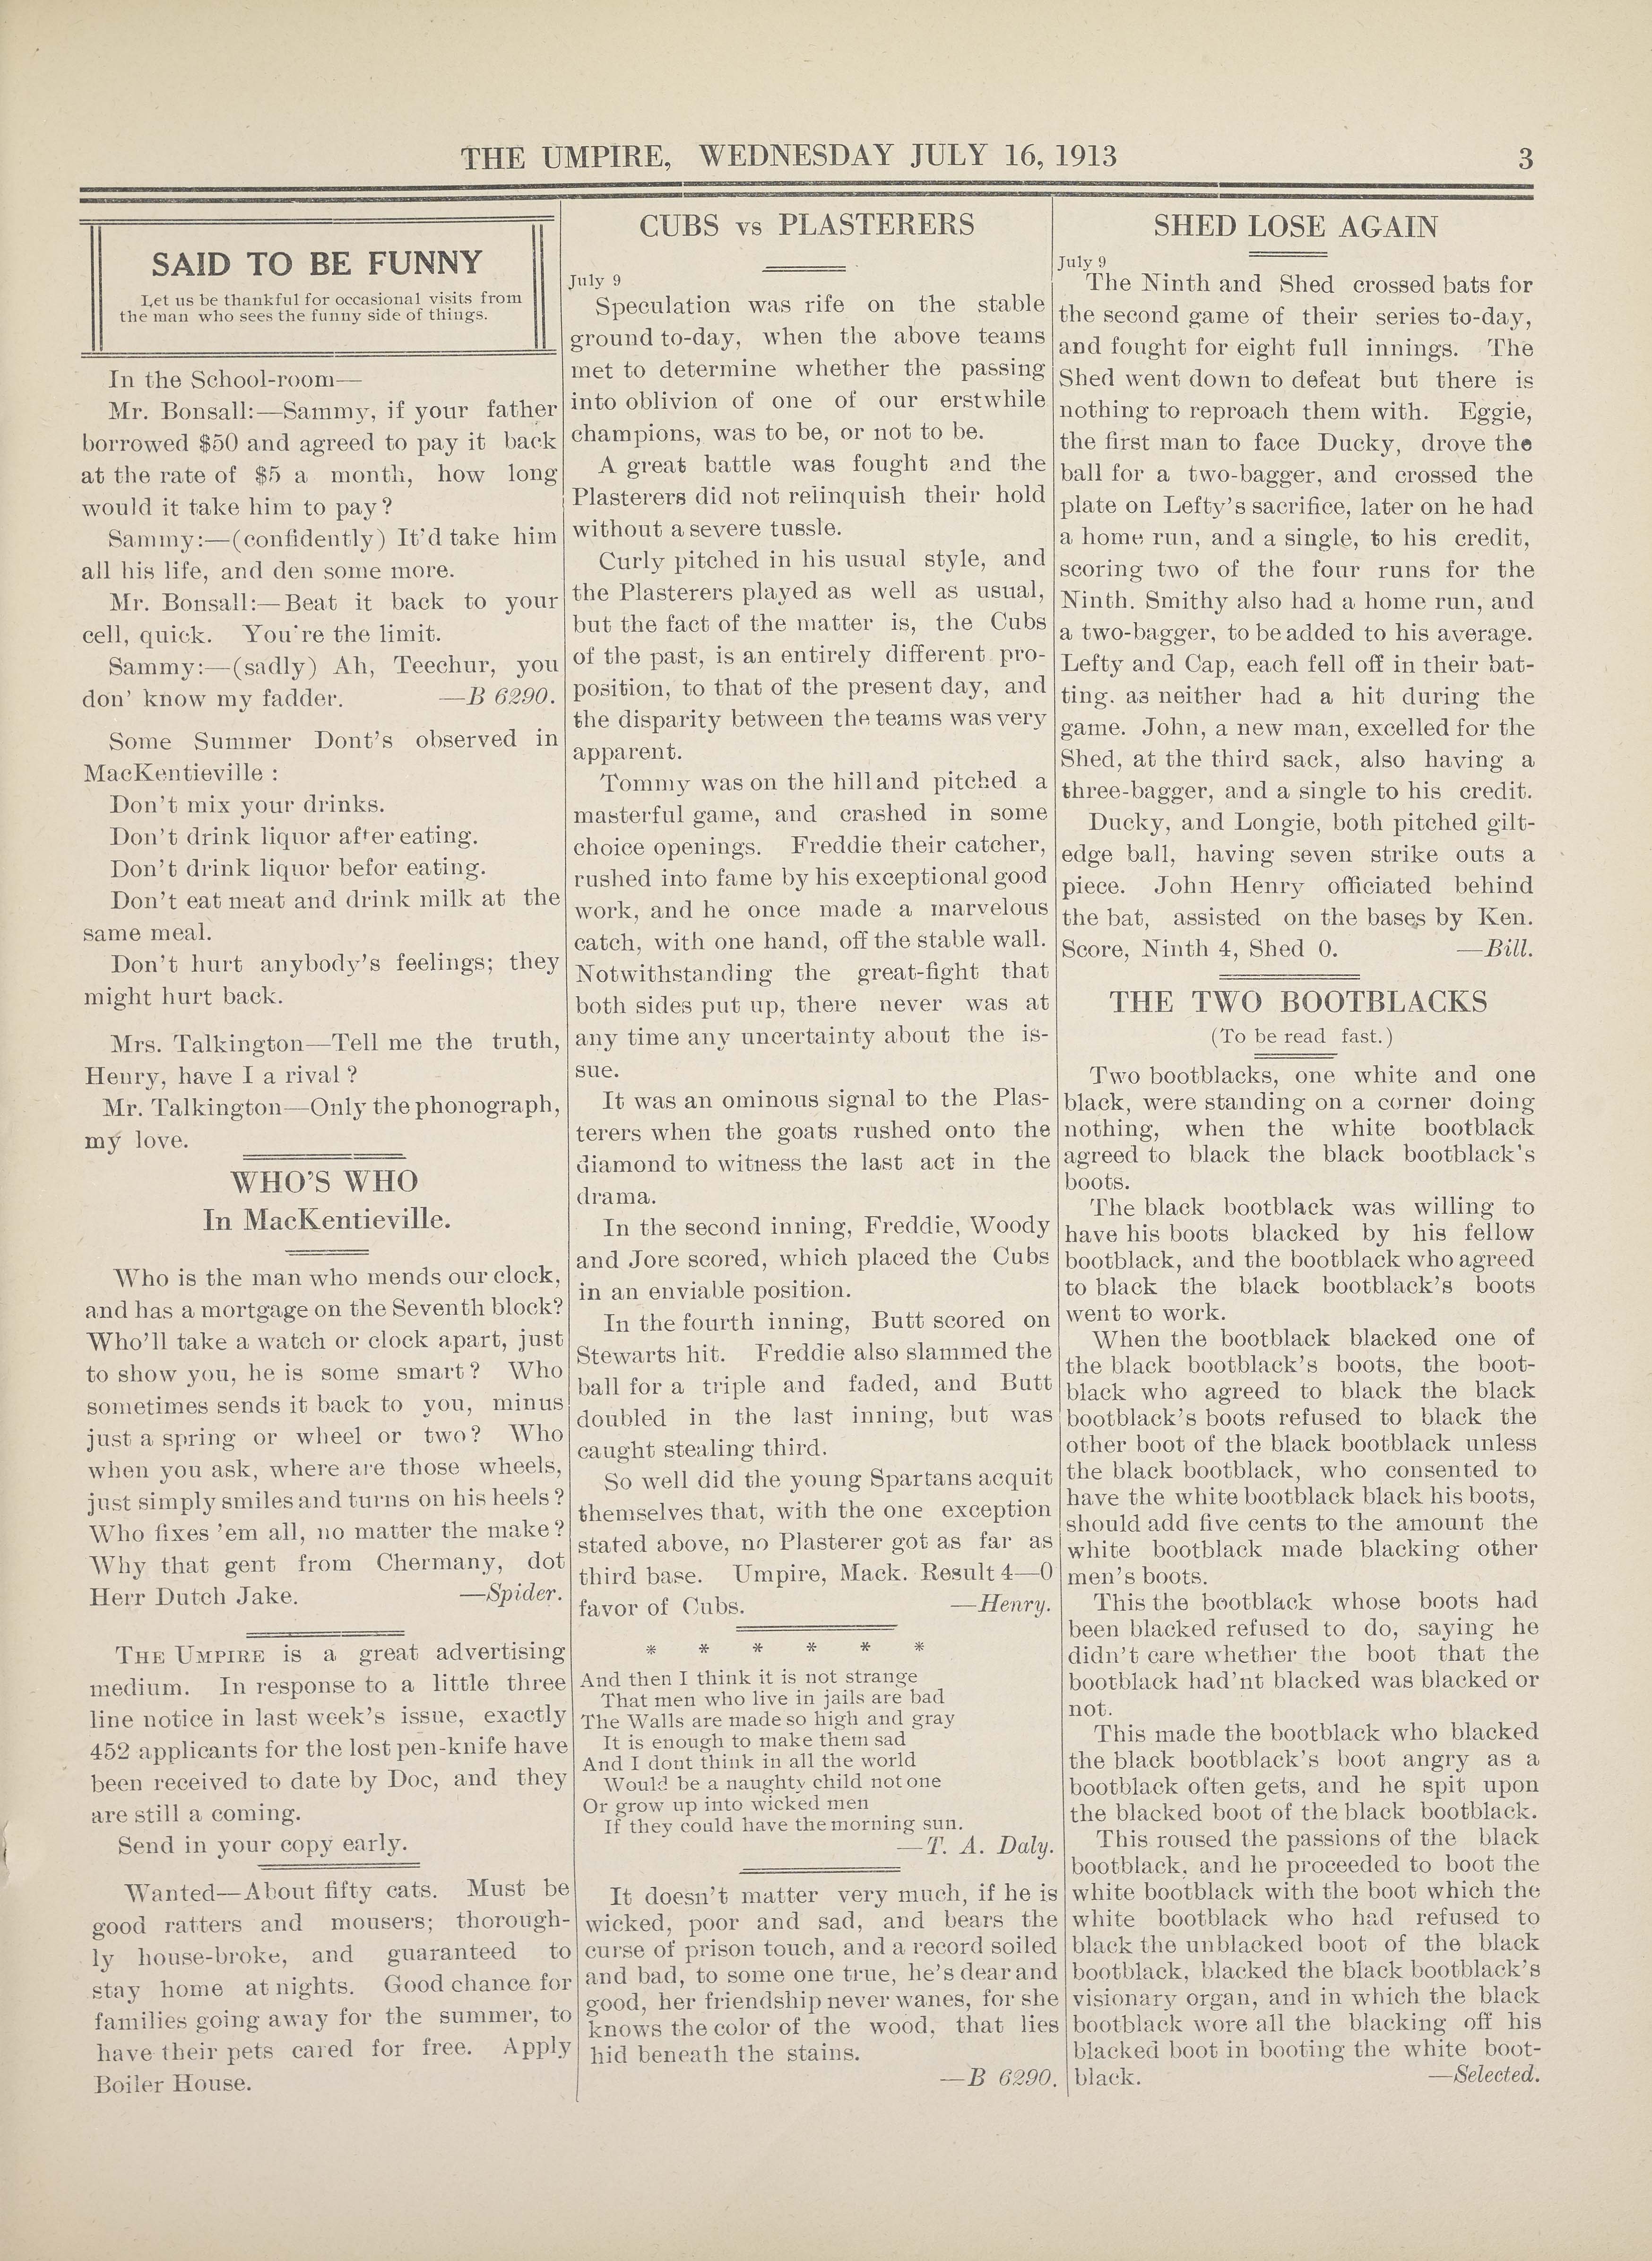 THE UMPIRE, WEDNESDAY JULY 16, 1913
3
SAID TO BE FUNNY
Let us be thankful for occasional visits from
the man who sees the funny side of things.
In the School-room—
Mr. Bonsall:—Sammy, if your father
borrowed $50 and agreed to pay it back
at the rate of $5 a month, how long
would it take him to pay?
Sammy:—(confidently) It'd take him
all his life, and den some more.
Mr. Bonsall:—Beat it back to your
cell, quick. You're the limit.
Sammy:—(sadly) Ah, Teechur, you
don' know my fadder. —B 6290.
Some Summer Dont's observed in
MacKentieville :
Don't mix your drinks.
Don't drink liquor after eating.
Don't drink liquor befor eating.
Don't eat meat and drink milk at the
same meal.
Don't hurt anybody's feelings; they
might hurt back.
Mrs. Talkington—Tell me the truth,
Henry, have I a rival ?
Mr. Talkington—Only the phonograph,
my love.
WHO'S WHO
In MacKentieville.
Who is the man who mends our clock,
and has a mortgage on the Seventh block?
Who'll take a watch or clock apart, just
to show you, he is some smart? Who
sometimes sends it back to you, minus
just a spring or wheel or two? Who
when you ask, where are those wheels,
just simply smiles and turns on his heels ?
Who fixes 'em all, no matter the make?
Why that gent from Chermany, dot
Herr Dutch Jake. —Spider.
THE UMPIRE is a great advertising
medium. In response to a little three
line notice in last week's issue, exactly
452 applicants for the lost pen-knife have
been received to date by Doc, and they
are still a coming.
Send in your copy early.
Wanted—About fifty cats. Must be
good ratters and mousers; thorough-
ly house-broke, and guaranteed to
stay home at nights. Good chance for
families going away for the summer, to
have their pets cared for free. Apply
Boiler House.
CUBS vs PLASTERERS
July 9
Speculation was rife on the stable
ground to-day, when the above teams
met to determine whether the passing
into oblivion of one of our erstwhile
champions, was to be, or not to be.
A great battle was fought and the
Plasterers did not relinquish their hold
without a severe tussle.
Curly pitched in his usual style, and
the Plasterers played as well as usual,
but the fact of the matter is, the Cubs
of the past, is an entirely different pro-
position, to that of the present day, and
the disparity between the teams was very
apparent.
Tommy was on the hill and pitched a
masterful game, and crashed in some
choice openings. Freddie their catcher,
rushed into fame by his exceptional good
work, and he once made a marvelous
catch, with one hand, off the stable wall.
Notwithstanding the great-fight that
both sides put up, there never was at
any time any uncertainty about the is-
sue.
It was an ominous signal to the Plas-
terers when the goats rushed onto the
diamond to witness the last act in the
drama.
In the second inning, Freddie, Woody
and Jore scored, which placed the Cubs
in an enviable position.
In the fourth inning, Butt scored on
Stewarts hit. Freddie also slammed the
ball for a triple and faded, and Butt
doubled in the last inning, but was
caught stealing third.
So well did the young Spartans acquit
themselves that, with the one exception
stated above, no Plasterer got as far as
third base. Umpire, Mack. Result 4—0
favor of Cubs. —Henry.
* * * * * *
And then I think it is not strange
That men who live in jails are bad
The Walls are made so high and gray
It is enough to make them sad
And I dont think in all the world
Would be a naughty child not one
Or grow up into wicked men
If they could have the morning sun.
—T. A. Daly.
It doesn't matter very much, if he is
wicked, poor and sad, and bears the
curse of prison touch, and a record soiled
and bad, to some one true, he's dear and
good, her friendship never wanes, for she
knows the color of the wood, that lies
hid beneath the stains.
—B 6290.
SHED LOSE AGAIN
July 9
The Ninth and Shed crossed bats for
the second game of their series to-day,
and fought for eight full innings. The
Shed went down to defeat but there is
nothing to reproach them with. Eggie,
the first man to face Ducky, drove the
ball for a two-bagger, and crossed the
plate on Lefty's sacrifice, later on he had
a home run, and a single, to his credit,
scoring two of the four runs for the
Ninth. Smithy also had a home run, and
a two-bagger, to be added to his average.
Lefty and Cap, each fell off in their bat-
ting. as neither had a hit during the
game. John, a new man, excelled for the
Shed, at the third sack, also having a
three-bagger, and a single to his credit.
Ducky, and Longie, both pitched gilt-
edge ball, having seven strike outs a
piece. John Henry officiated behind
the bat, assisted on the bases by Ken.
Score, Ninth 4, Shed 0. —Bill.
THE TWO BOOTBLACKS
(To be read fast.)
Two bootblacks, one white and one
black, were standing on a corner doing
nothing, when the white bootblack
agreed to black the black bootblack's
boots.
The black bootblack was willing to
have his boots blacked by his fellow
bootblack, and the bootblack who agreed
to black the black bootblack's boots
went to work.
When the bootblack blacked one of
the black bootblack's boots, the boot-
black who agreed to black the black
bootblack's boots refused to black the
other boot of the black bootblack unless
the black bootblack, who consented to
have the white bootblack black his boots,
should add five cents to the amount the
white bootblack made blacking other
men's boots.
This the bootblack whose boots had
been blacked refused to do, saying he
didn't care whether the boot that the
bootblack had'nt blacked was blacked or
not.
This made the bootblack who blacked
the black bootblack's boot angry as a
bootblack often gets, and he spit upon
the blacked boot of the black bootblack.
This roused the passions of the black
bootblack, and he proceeded to boot the
white bootblack with the boot which the
white bootblack who had refused to
black the unblacked boot of the black
bootblack, blacked the black bootblack's
visionary organ, and in which the black
bootblack wore all the blacking off his
blacked boot in booting the white boot-
black. —Selected.